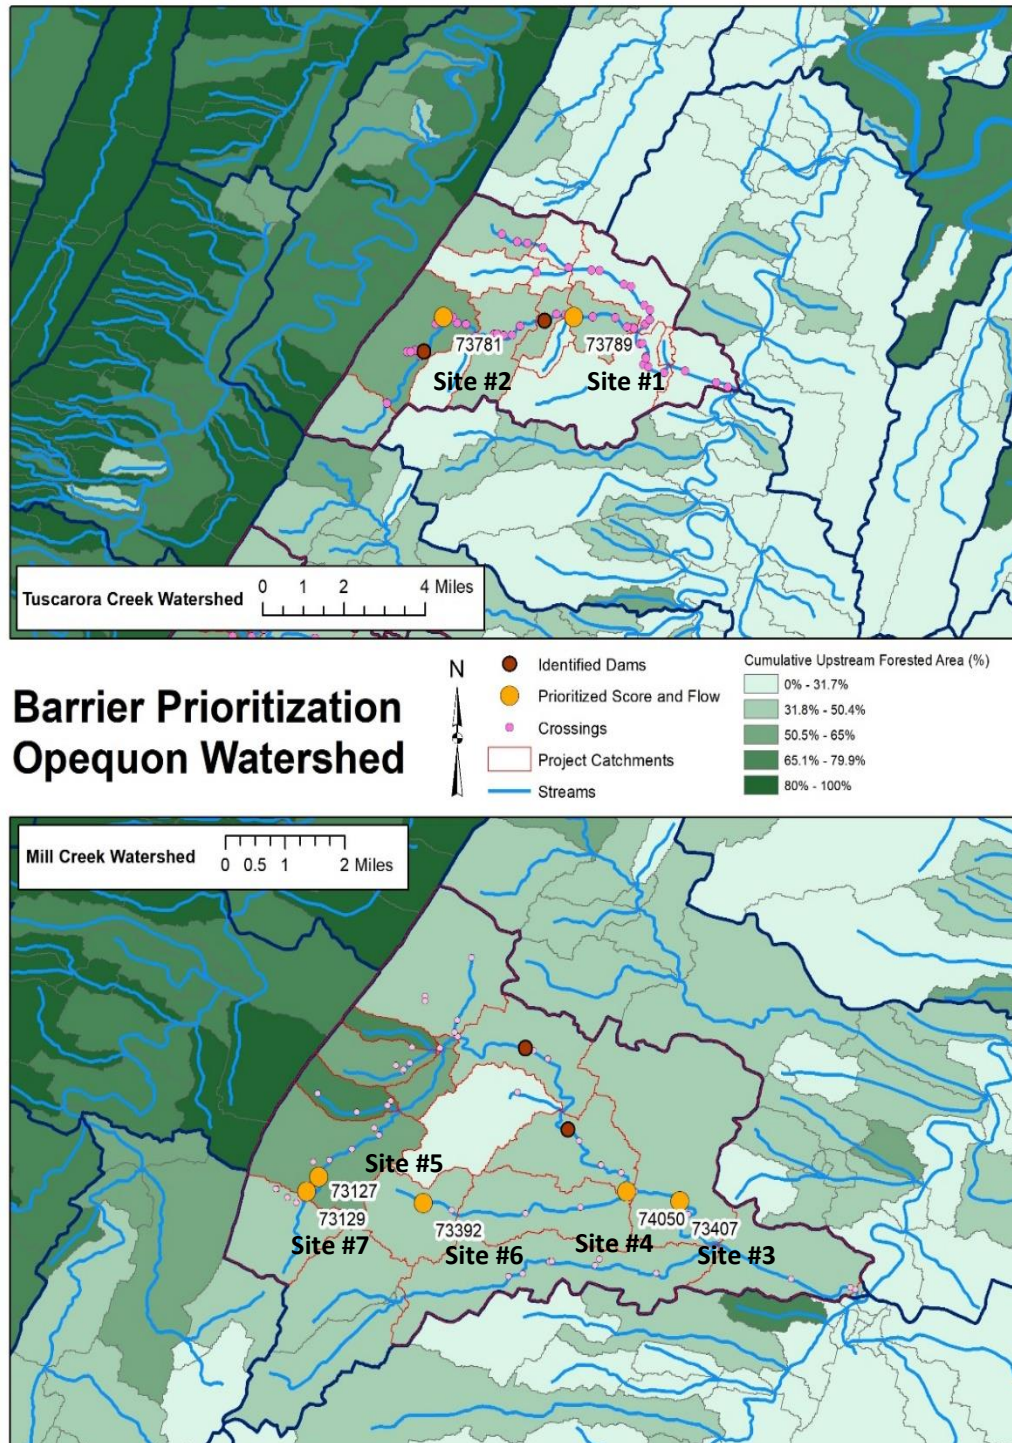 73781
73789
Site #2
Site #1
Tuscarora Creek Watershed
0 1 2 4 Miles
Barrier Prioritization
Opequon Watershed
N
Identified Dams
Prioritized Score and Flow
Crossings
Project Catchments
Streams
Cumulative Upstream Forested Area (%)
0% - 31.7%
31.8% - 50.4%
50.5% - 65%
65.1% - 79.9%
80% - 100%
Mill Creek Watershed
0 0.5 1 2 Miles
Site #5
73127
73129
Site #7
73392
Site #6
74050
Site #4
73407
Site #3